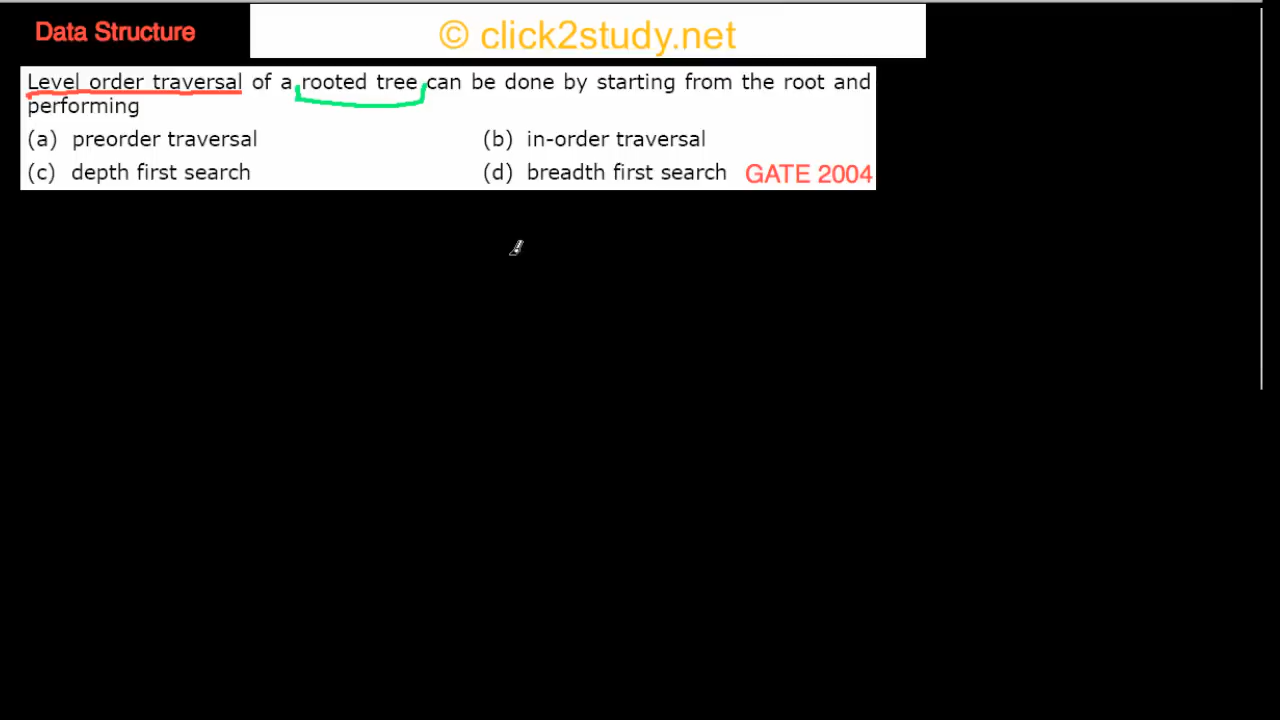 Data Structure
© click2study.net
Level order traversal of a rooted tree can be done by starting from the root and
performing
(a) preorder traversal (b) in-order traversal
(c) depth first search (d) breadth first search GATE 2004